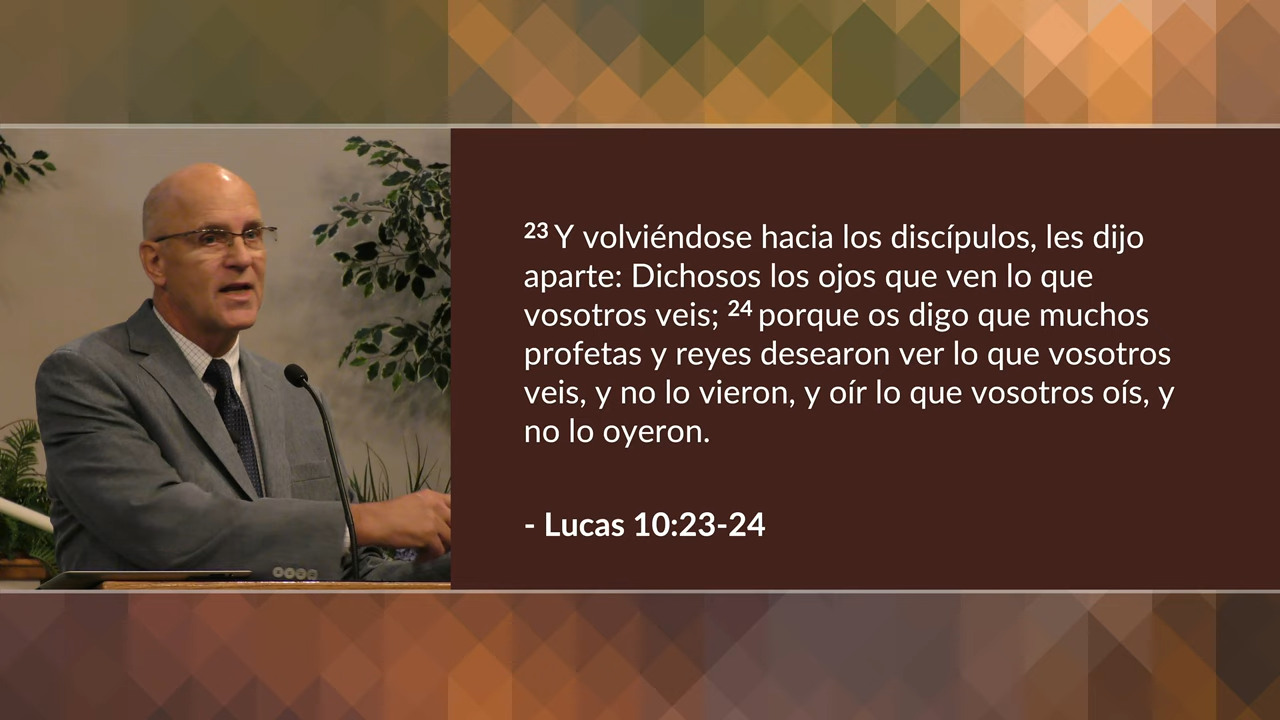 23 Y volviéndose hacia los discípulos, les dijo
aparte: Dichosos los ojos que ven lo que
vosotros veis; 24 porque os digo que muchos
profetas y reyes desearon ver lo que vosotros
veis, y no lo vieron, y oír lo que vosotros oís, y
no lo oyeron.
- Lucas 10:23-24